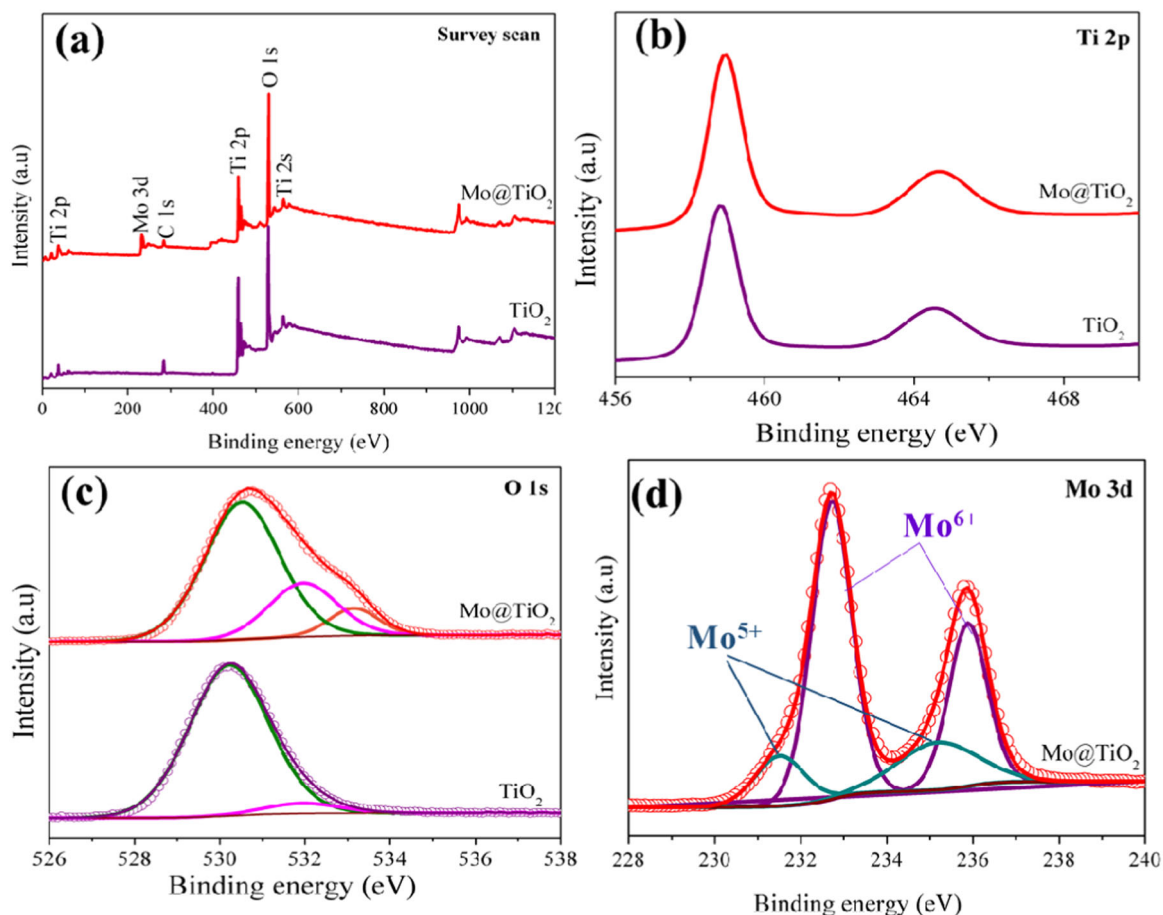 (a)
Survey scan
O 1s
Ti 2p
Mo 3d
C 1s
Ti 2p
Ti 2s
Mo@TiO₂
TiO₂
Intensity (a.u)
0 200 400 600 800 1000 120
Binding energy (eV)
(b)
Ti 2p
Mo@TiO₂
TiO₂
Intensity (a.u)
456 460 464 468
Binding energy (eV)
(c)
O 1s
Mo@TiO₂
TiO₂
Intensity (a.u)
526 528 530 532 534 536 538
Binding energy (eV)
(d)
Mo 3d
Mo⁶⁺
Mo⁵⁺
Mo@TiO₂
Intensity (a.u)
228 230 232 234 236 238 240
Binding energy (eV)